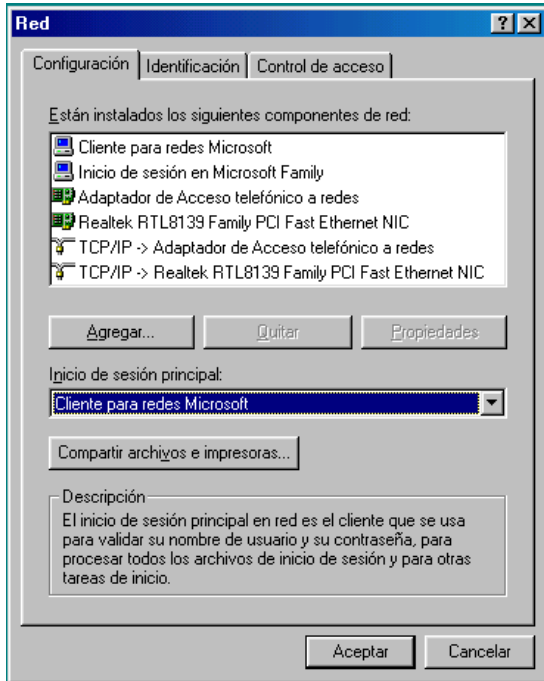 Red
Configuración Identificación Control de acceso
Están instalados los siguientes componentes de red:
Cliente para redes Microsoft
Inicio de sesión en Microsoft Family
Adaptador de Acceso telefónico a redes
Realtek RTL8139 Family PCI Fast Ethernet NIC
TCP/IP -> Adaptador de Acceso telefónico a redes
TCP/IP -> Realtek RTL8139 Family PCI Fast Ethernet NIC
Agregar... Quitar Propiedades
Inicio de sesión principal:
Cliente para redes Microsoft
Compartir archivos e impresoras...
Descripción
El inicio de sesión principal en red es el cliente que se usa
para validar su nombre de usuario y su contraseña, para
procesar todos los archivos de inicio de sesión y para otras
tareas de inicio.
Aceptar Cancelar